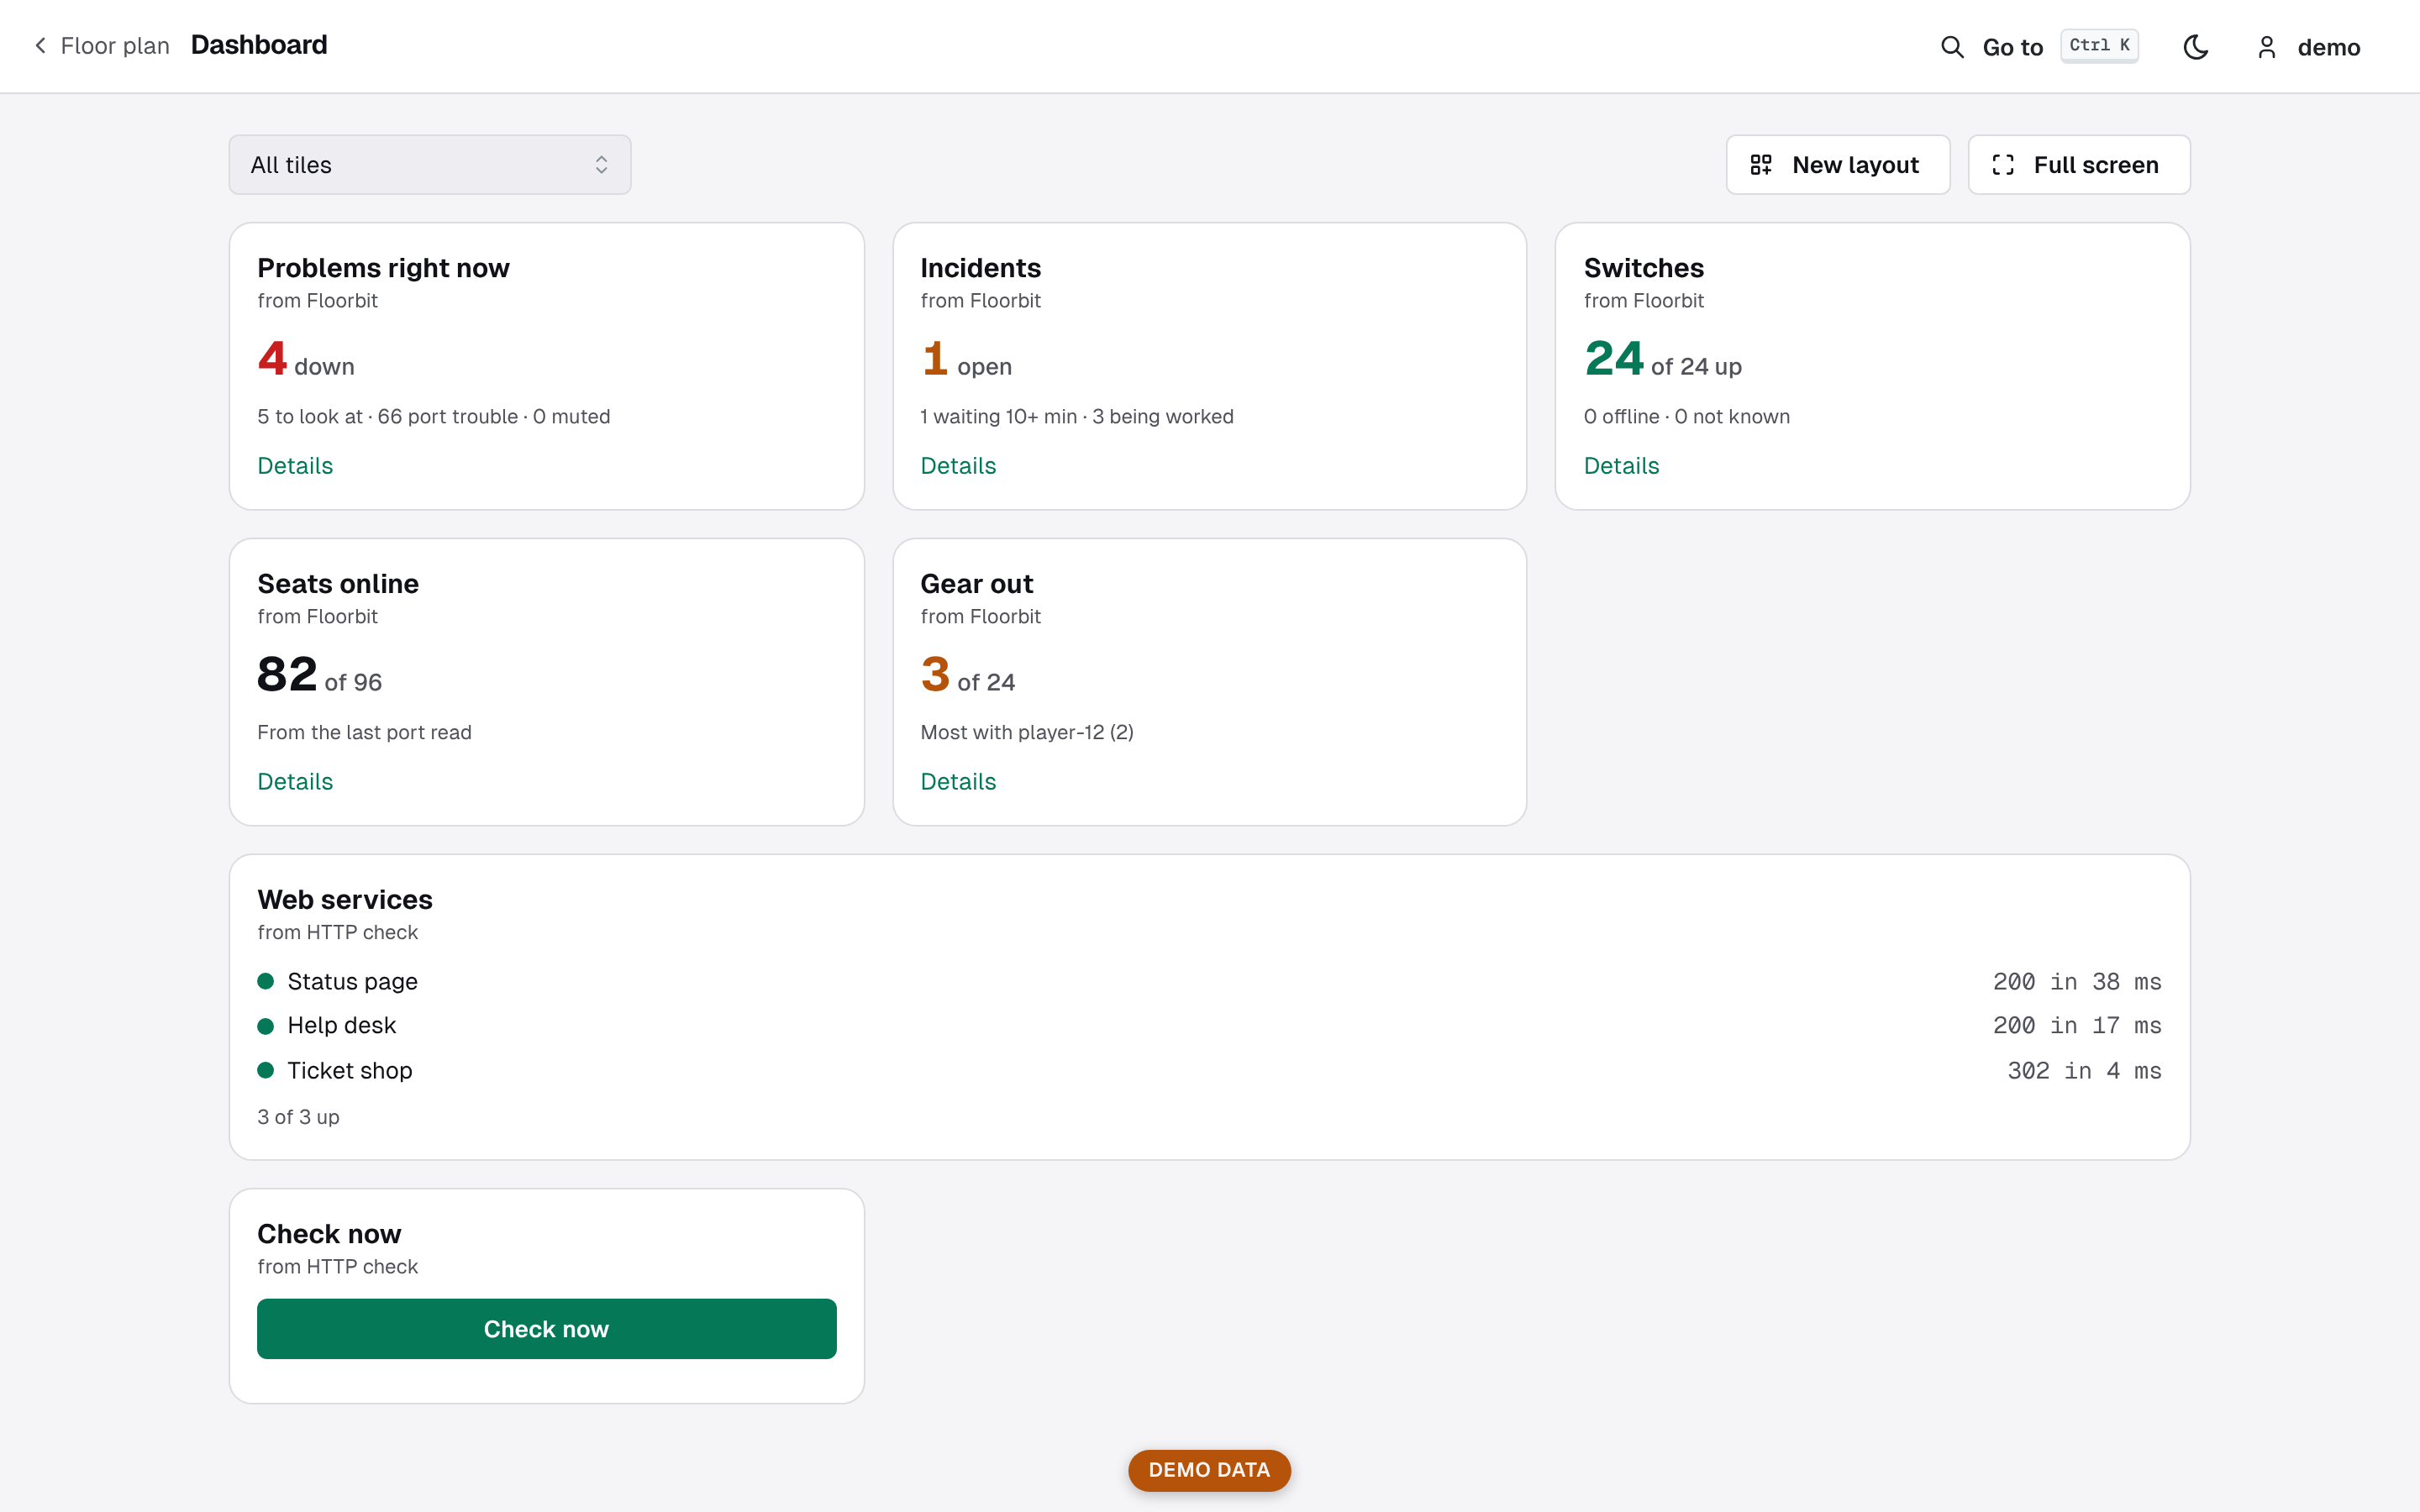 Floor plan Dashboard Go to Ctrl K demo
All tiles New layout Full screen
Problems right now
from Floorbit
4 down
5 to look at · 66 port trouble · 0 muted
Details
Incidents
from Floorbit
1 open
1 waiting 10+ min · 3 being worked
Details
Switches
from Floorbit
24 of 24 up
0 offline · 0 not known
Details
Seats online
from Floorbit
82 of 96
From the last port read
Details
Gear out
from Floorbit
3 of 24
Most with player-12 (2)
Details
Web services
from HTTP check
Status page 200 in 38 ms
Help desk 200 in 17 ms
Ticket shop 302 in 4 ms
3 of 3 up
Check now
from HTTP check
Check now
DEMO DATA